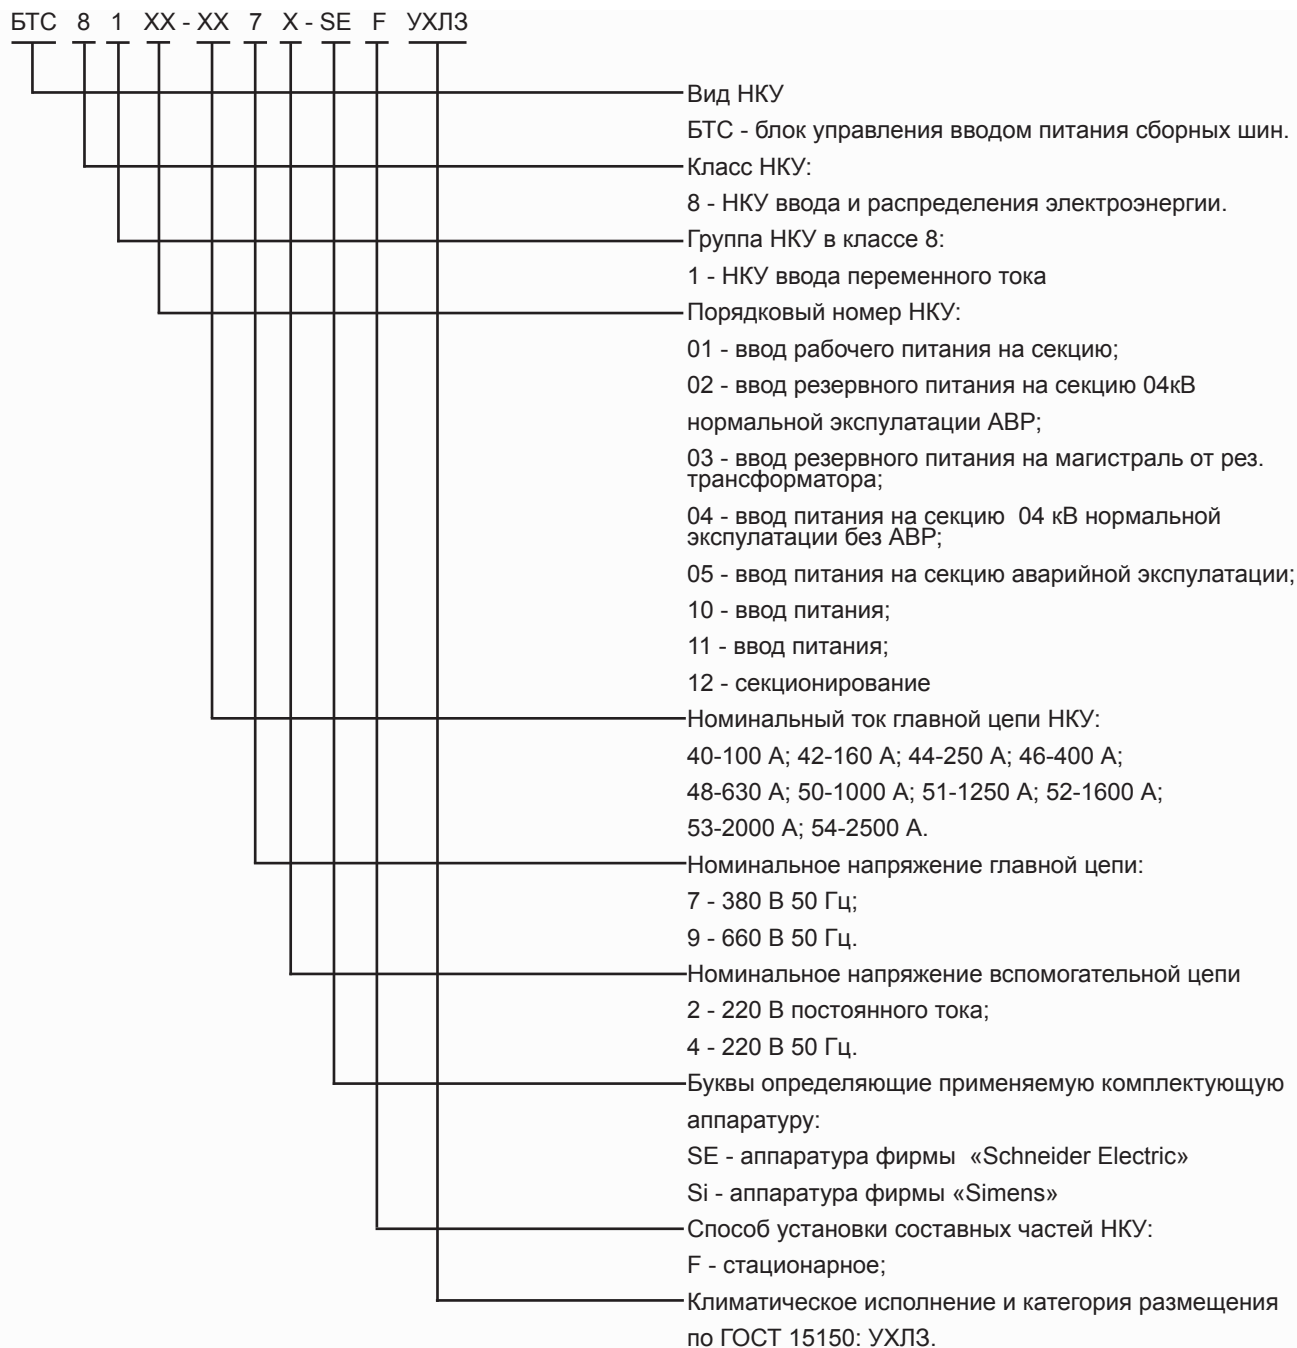 БТС 8 1 ХХ - ХХ 7 Х - SE F УХЛ3
Вид НКУ
БТС - блок управления вводом питания сборных шин.
Класс НКУ:
8 - НКУ ввода и распределения электроэнергии.
Группа НКУ в классе 8:
1 - НКУ ввода переменного тока
Порядковый номер НКУ:
01 - ввод рабочего питания на секцию;
02 - ввод резервного питания на секцию 04кВ
нормальной экспулатации АВР;
03 - ввод резервного питания на магистраль от рез.
трансформатора;
04 - ввод питания на секцию 04 кВ нормальной
экспулатации без АВР;
05 - ввод питания на секцию аварийной экспулатации;
10 - ввод питания;
11 - ввод питания;
12 - секционирование
Номинальный ток главной цепи НКУ:
40-100 А; 42-160 А; 44-250 А; 46-400 А;
48-630 А; 50-1000 А; 51-1250 А; 52-1600 А;
53-2000 А; 54-2500 А.
Номинальное напряжение главной цепи:
7 - 380 В 50 Гц;
9 - 660 В 50 Гц.
Номинальное напряжение вспомогательной цепи
2 - 220 В постоянного тока;
4 - 220 В 50 Гц.
Буквы определяющие применяемую комплектующую
аппаратуру:
SE - аппаратура фирмы «Schneider Electric»
Si - аппаратура фирмы «Simens»
Способ установки составных частей НКУ:
F - стационарное;
Климатическое исполнение и категория размещения
по ГОСТ 15150: УХЛ3.